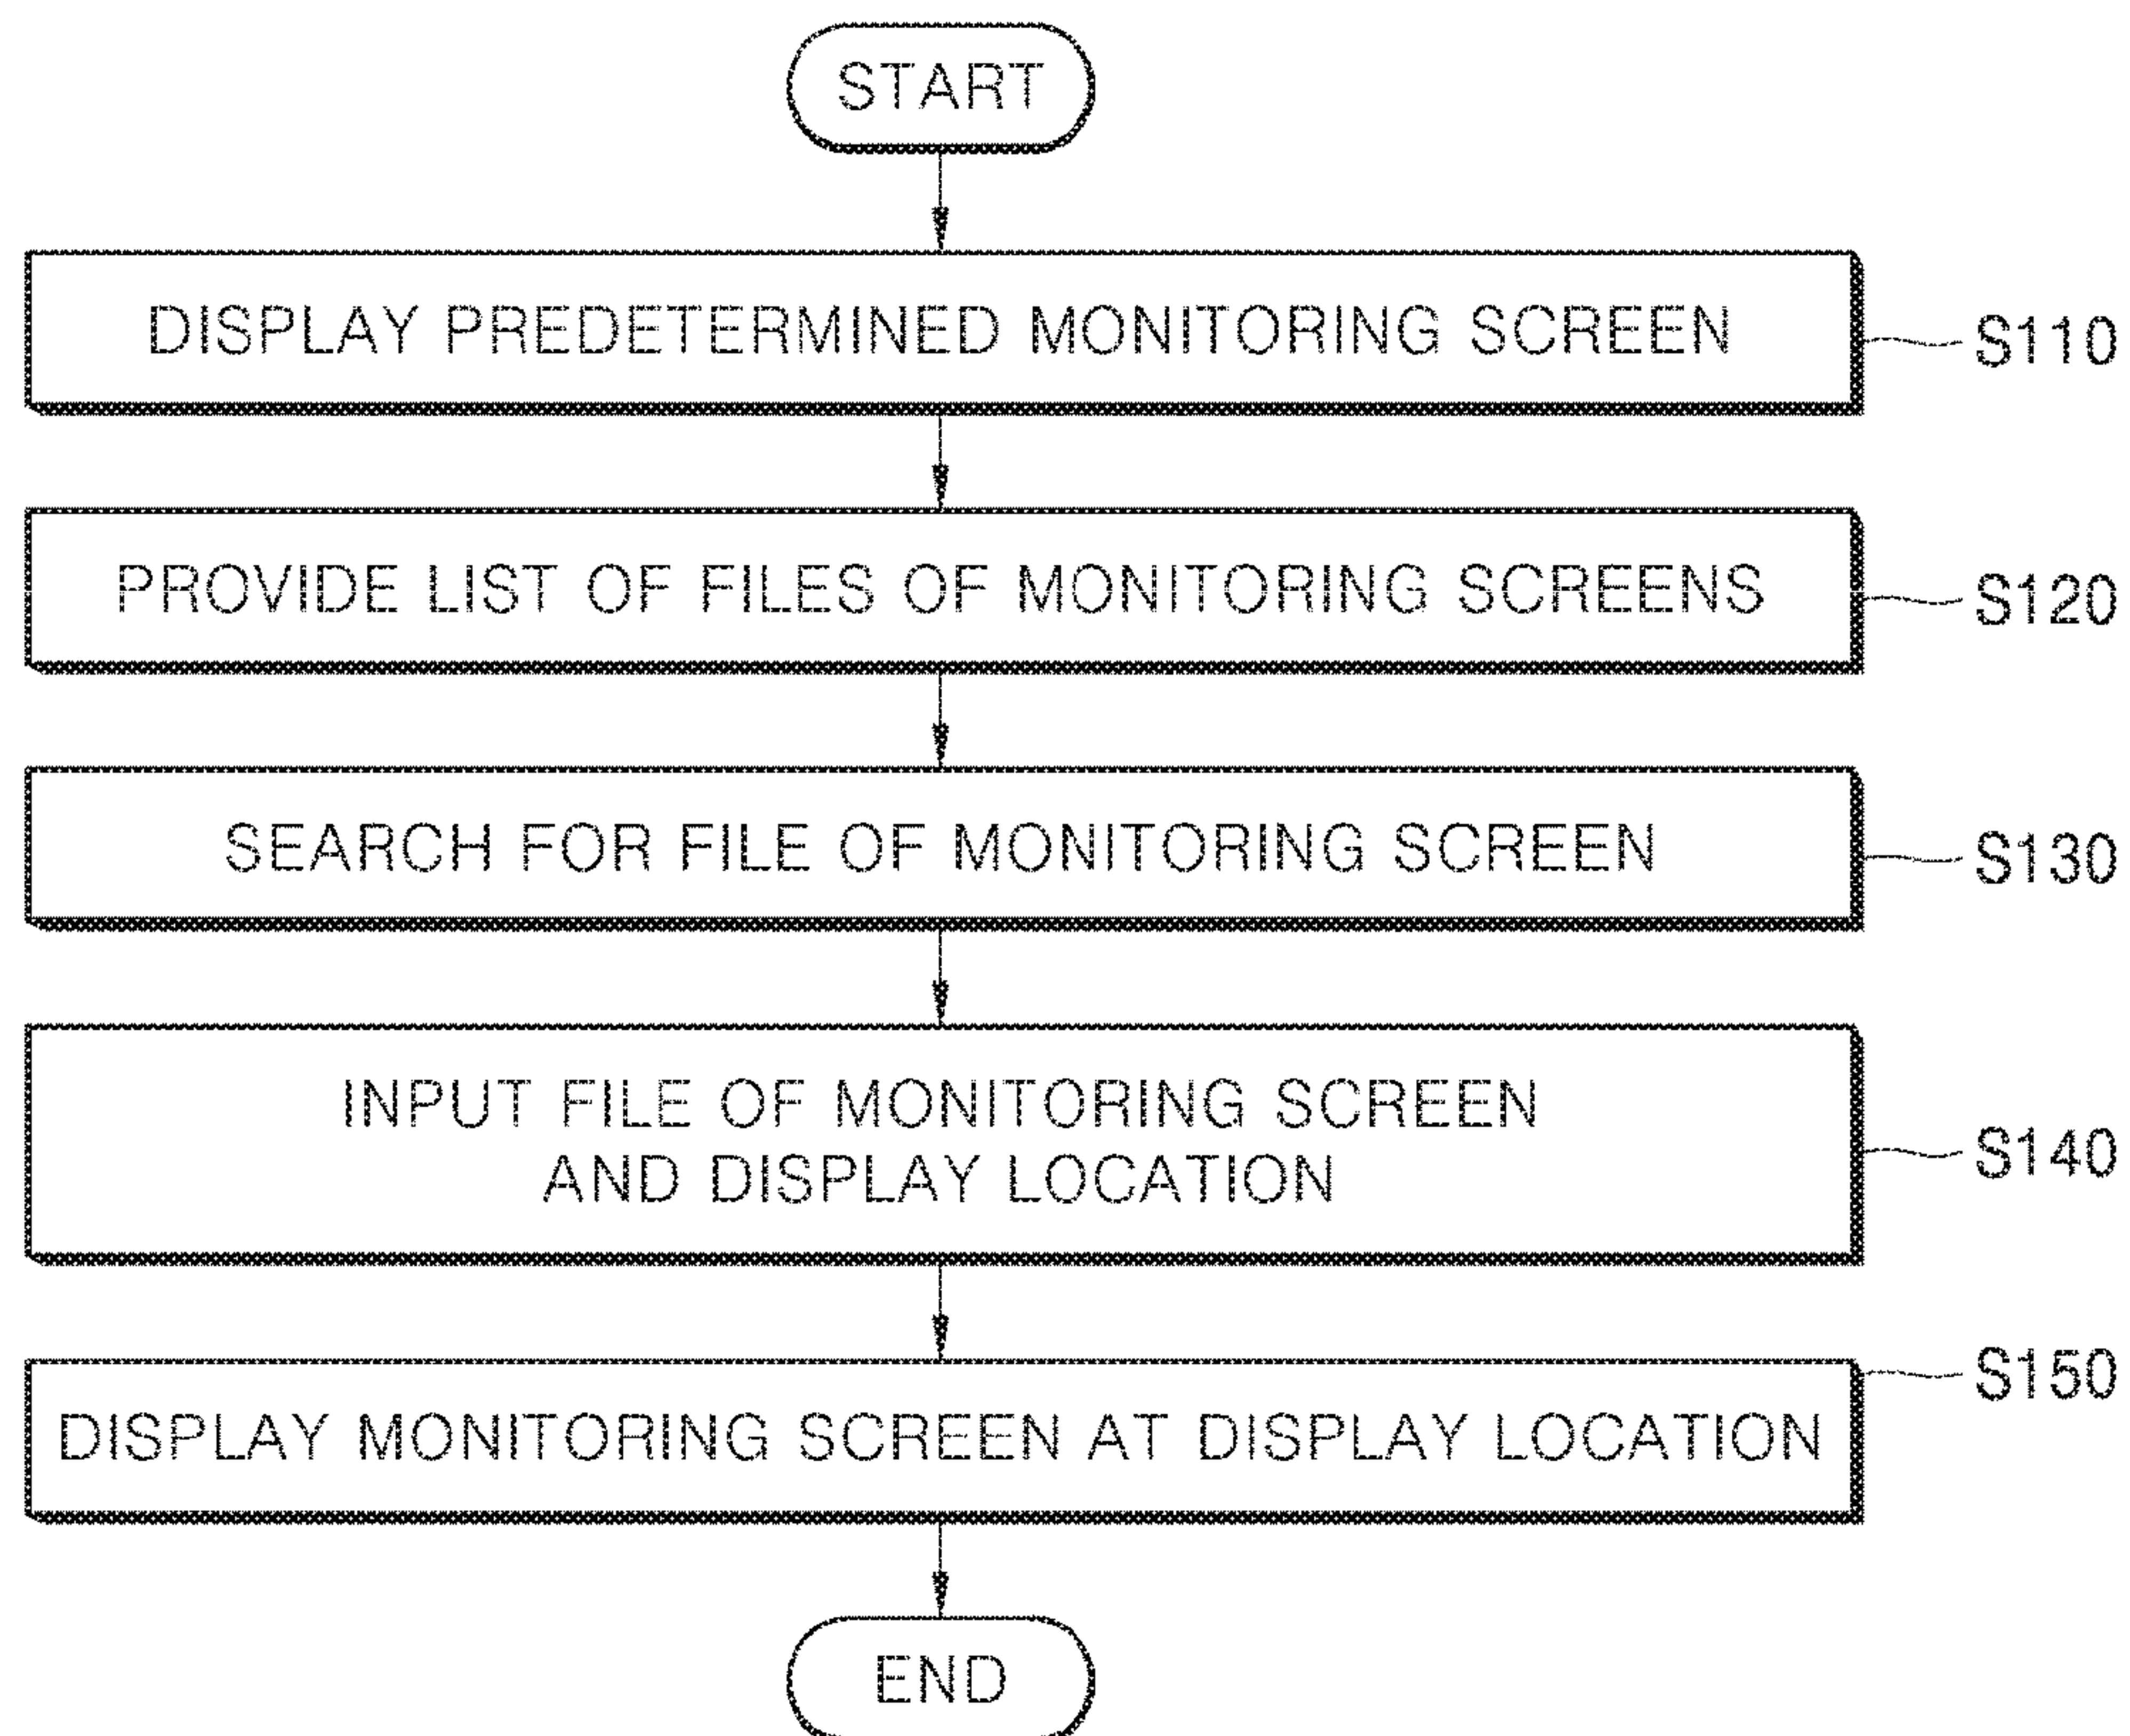 START
DISPLAY PREDETERMINED MONITORING SCREEN
S110
PROVIDE LIST OF FILES OF MONITORING SCREENS
S120
SEARCH FOR FILE OF MONITORING SCREEN
S130
INPUT FILE OF MONITORING SCREEN
AND DISPLAY LOCATION
S140
DISPLAY MONITORING SCREEN AT DISPLAY LOCATION
S150
END